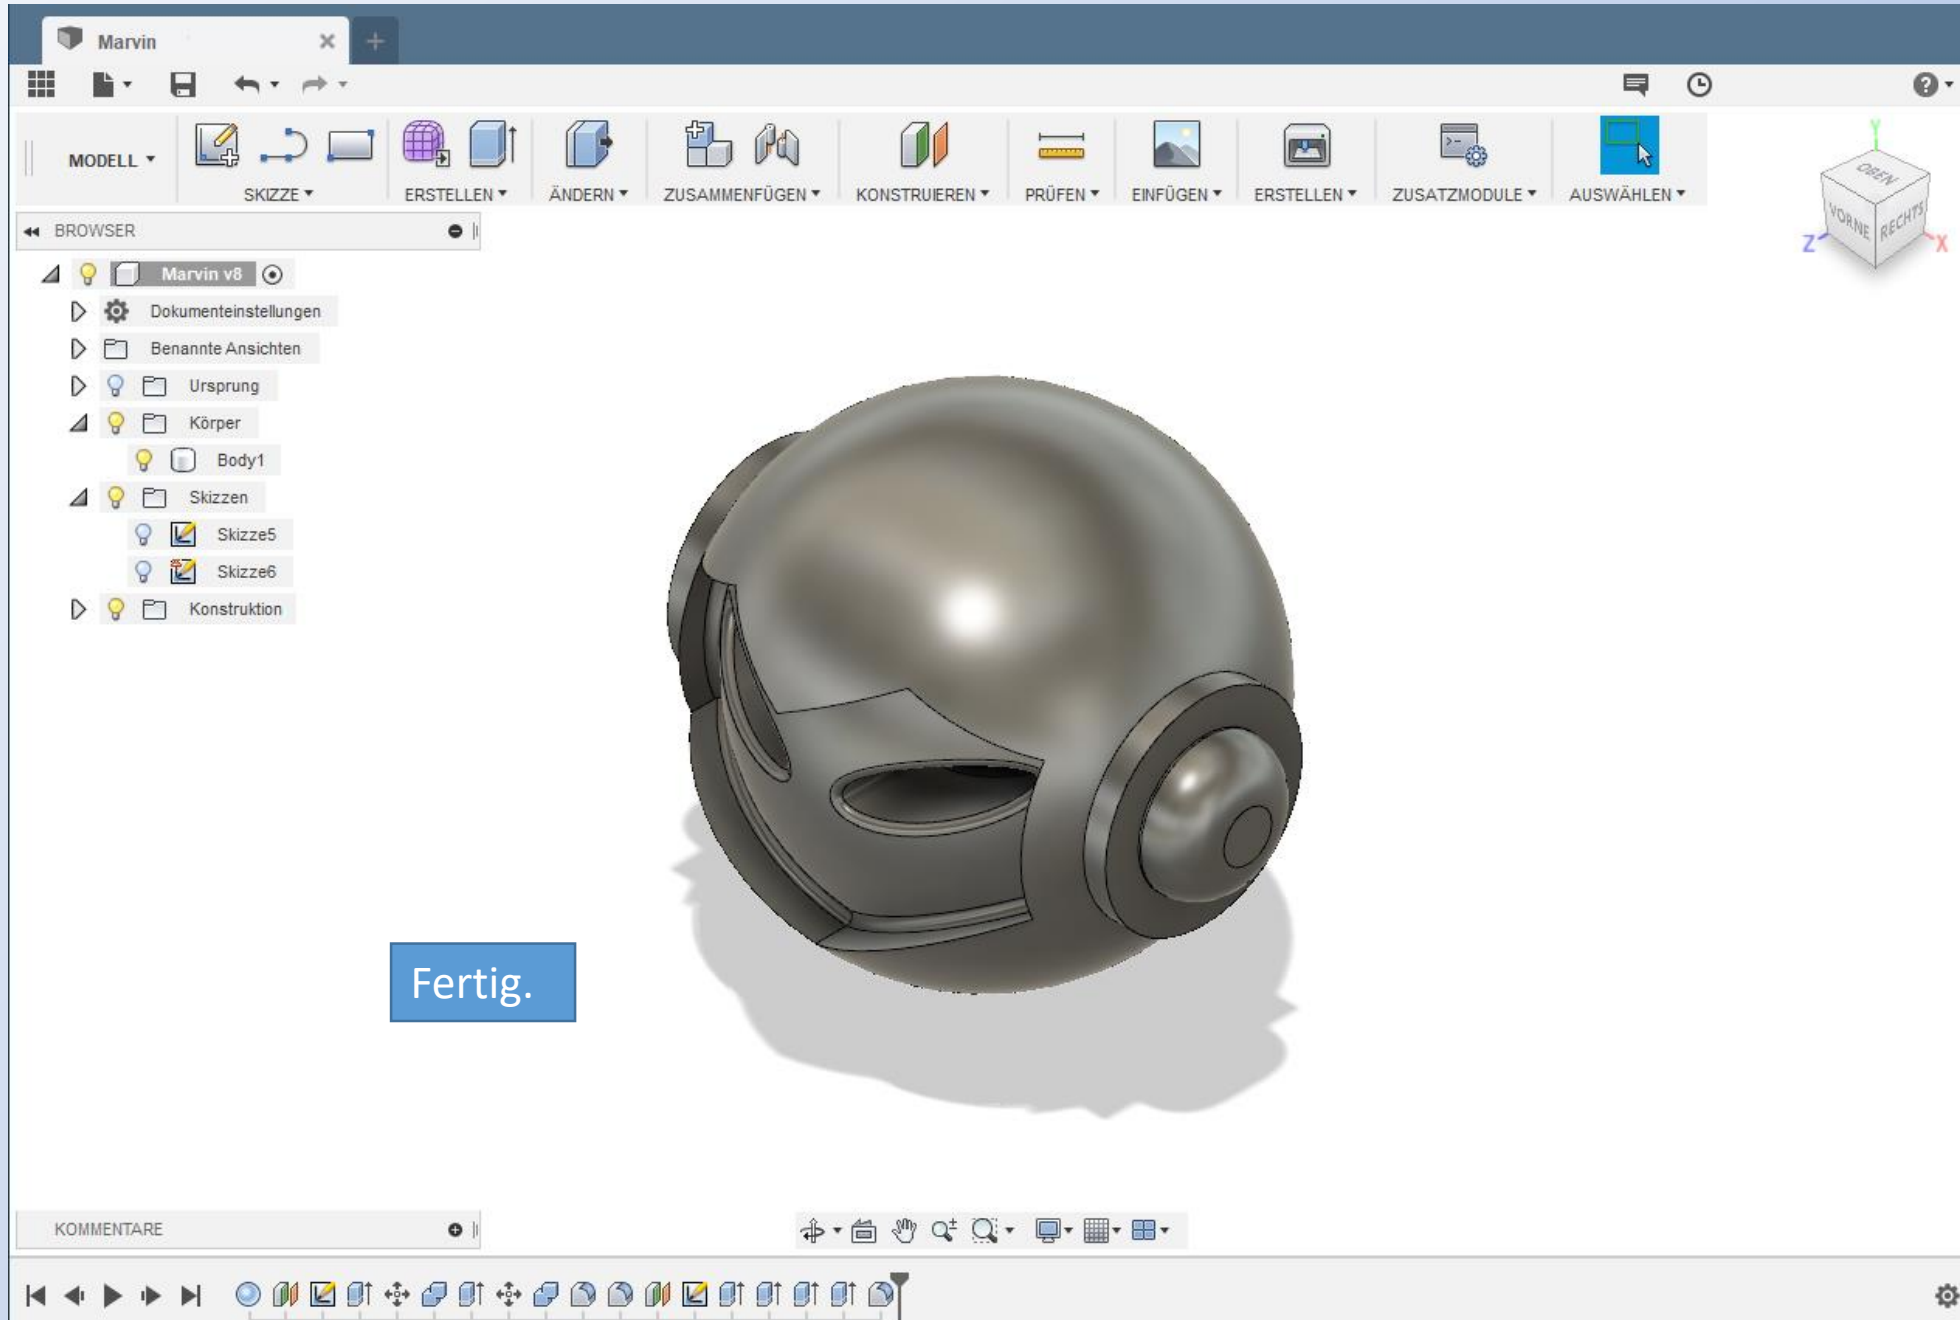 Marvin
MODELL
SKIZZE
ERSTELLEN
ÄNDERN
ZUSAMMENFÜGEN
KONSTRUIEREN
PRÜFEN
EINFÜGEN
ERSTELLEN
ZUSATZMODULE
AUSWÄHLEN
Y
OBEN
VORNE
RECHTS
Z
X
BROWSER
Marvin v8
Dokumenteinstellungen
Benannte Ansichten
Ursprung
Körper
Body1
Skizzen
Skizze5
Skizze6
Konstruktion
Fertig.
KOMMENTARE